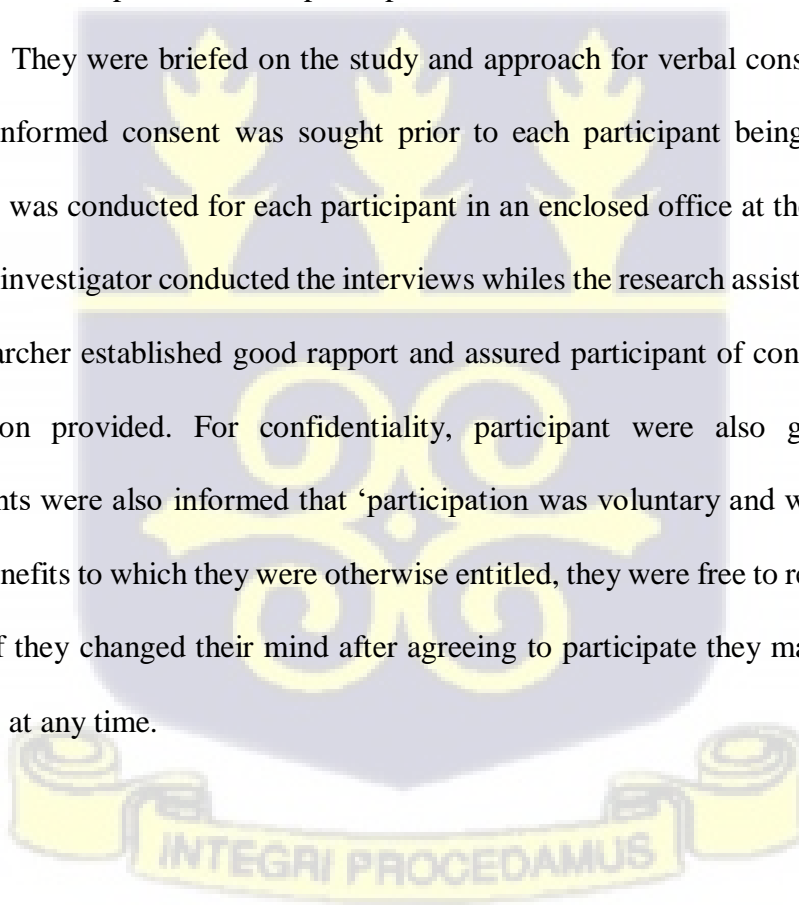 They were briefed on the study and approach for verbal cons
nformed consent was sought prior to each participant being
was conducted for each participant in an enclosed office at the
investigator conducted the interviews whiles the research assist
archer established good rapport and assured participant of con
on provided. For confidentiality, participant were also g
nts were also informed that ‘participation was voluntary and w
nefits to which they were otherwise entitled, they were free to re
f they changed their mind after agreeing to participate they ma
at any time.
INTEGRI PROCEDAMUS